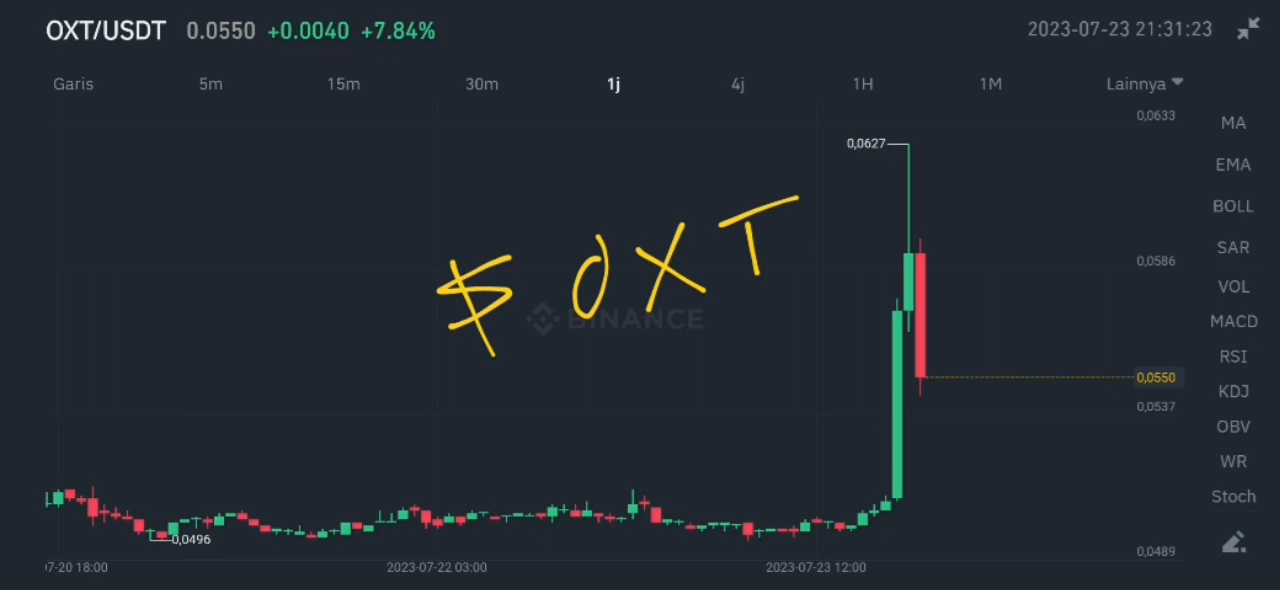 OXT/USDT 0.0550 +0.0040 +7.84% 2023-07-23 21:31:23
Garis 5m 15m 30m 1j 4j 1H 1M Lainnya
0,0633
MA
0,0627
EMA
BOLL
$ OXT
SAR
0,0586
VOL
BINANCE
MACD
RSI
0,0550
KDJ
0,0537
OBV
WR
Stoch
0,0496
0,0489
7-20 18:00 2023-07-22 03:00 2023-07-23 12:00